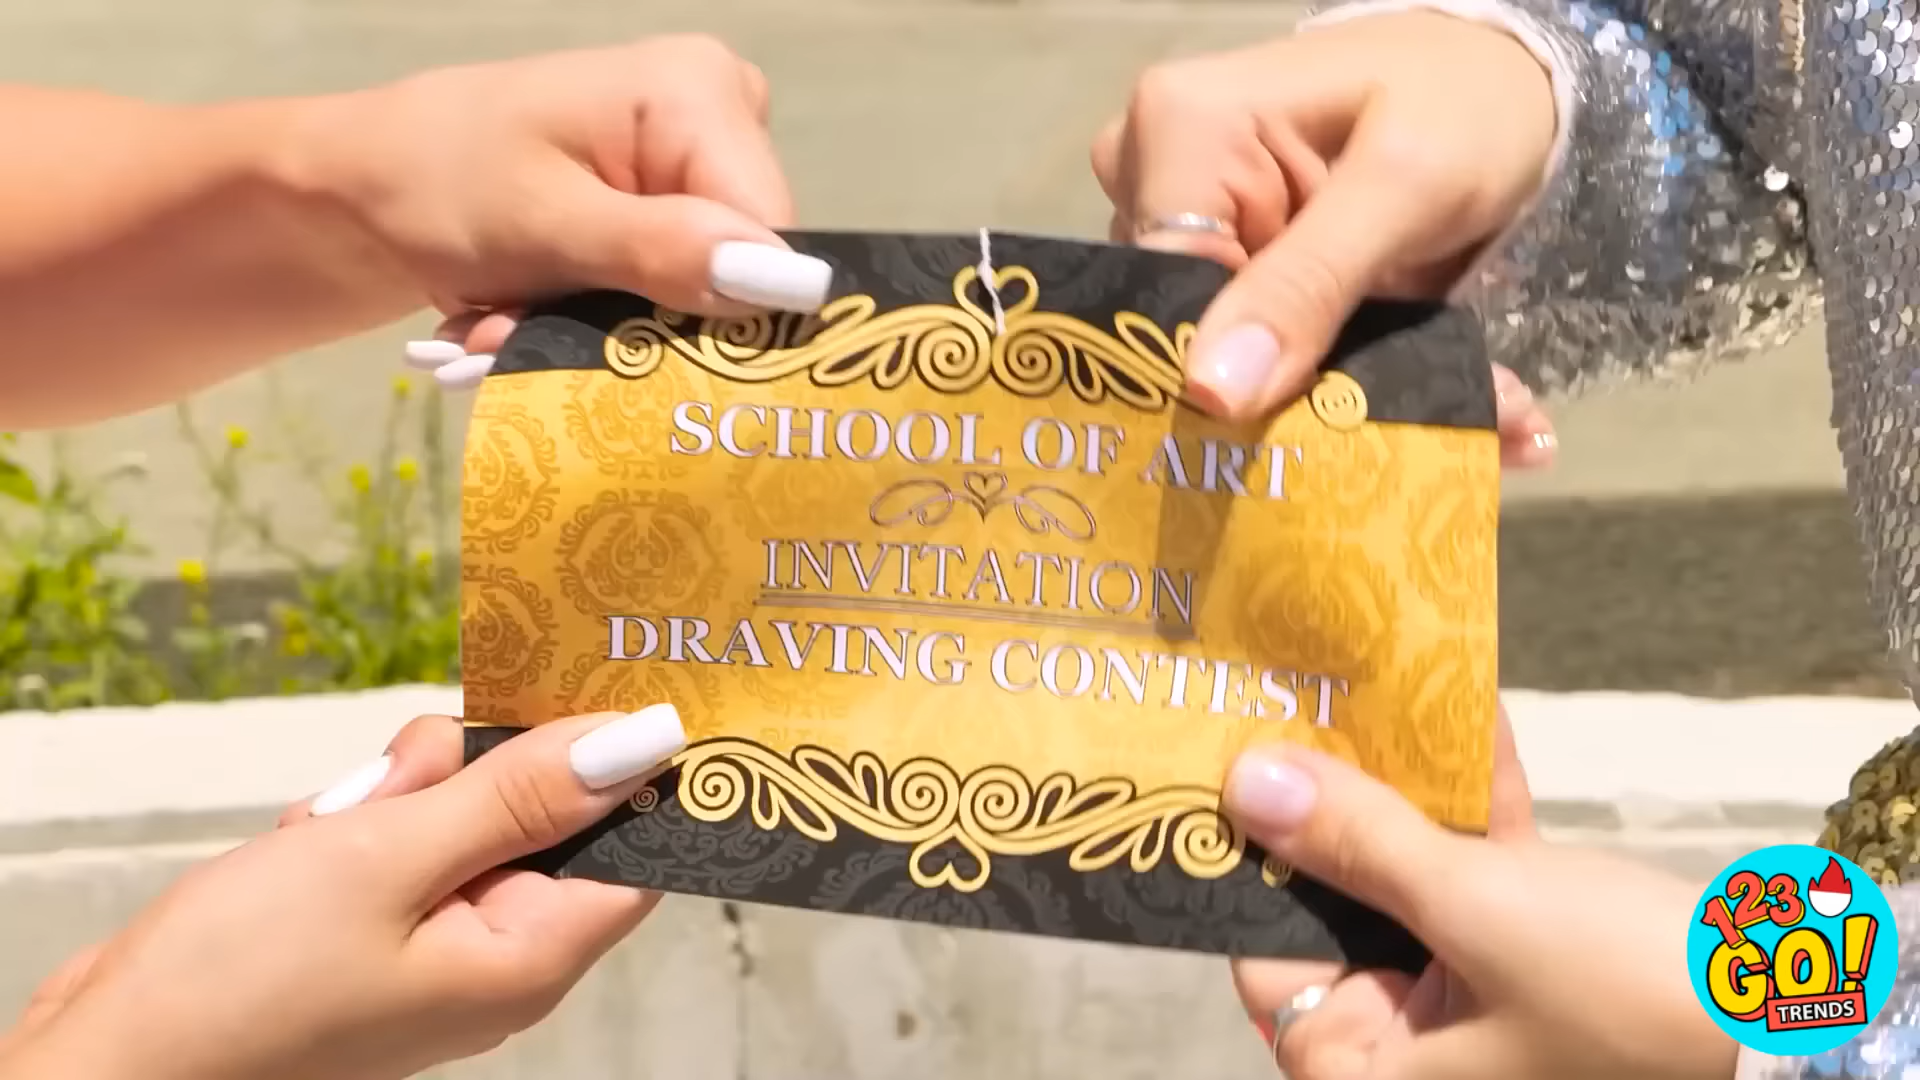 SCHOOL OF ART
INVITATION
DRAVING CONTEST
123
GO!
TRENDS